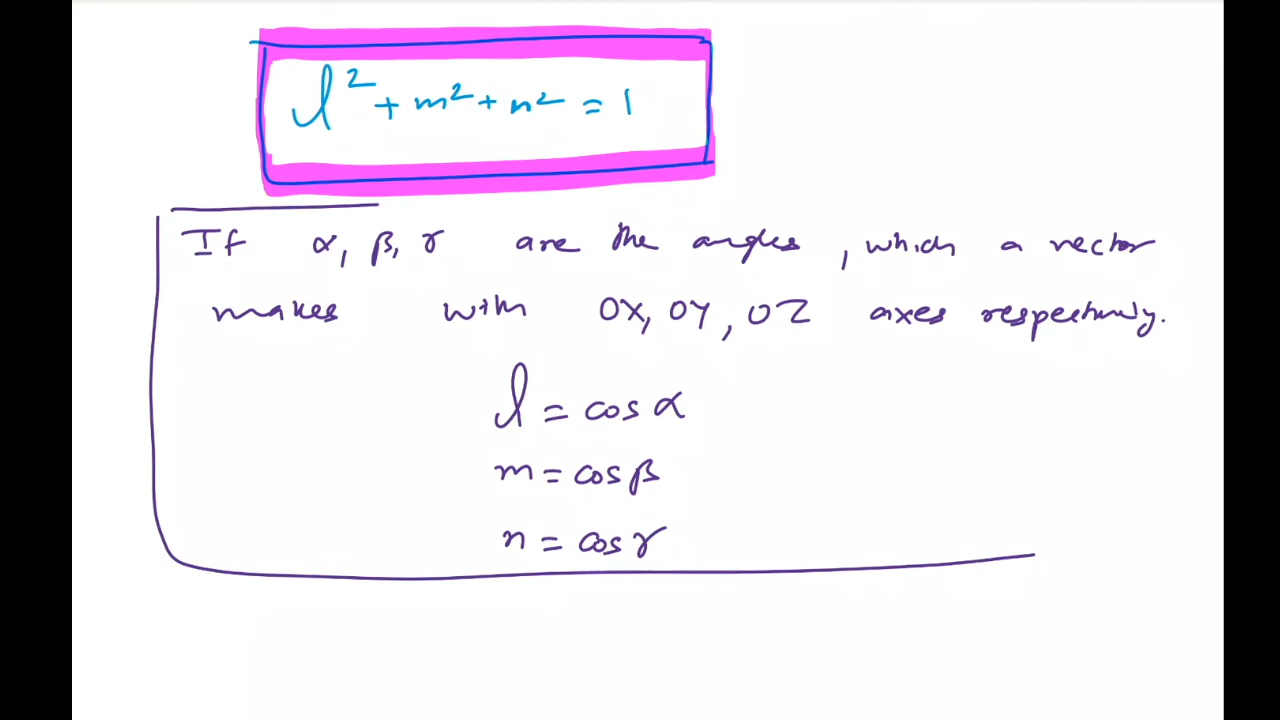 l² + m² + n² = 1
If α, β, γ are the angles, which a vector
makes with OX, OY, OZ axes respectively.
l = cos α
m = cos β
n = cos γ